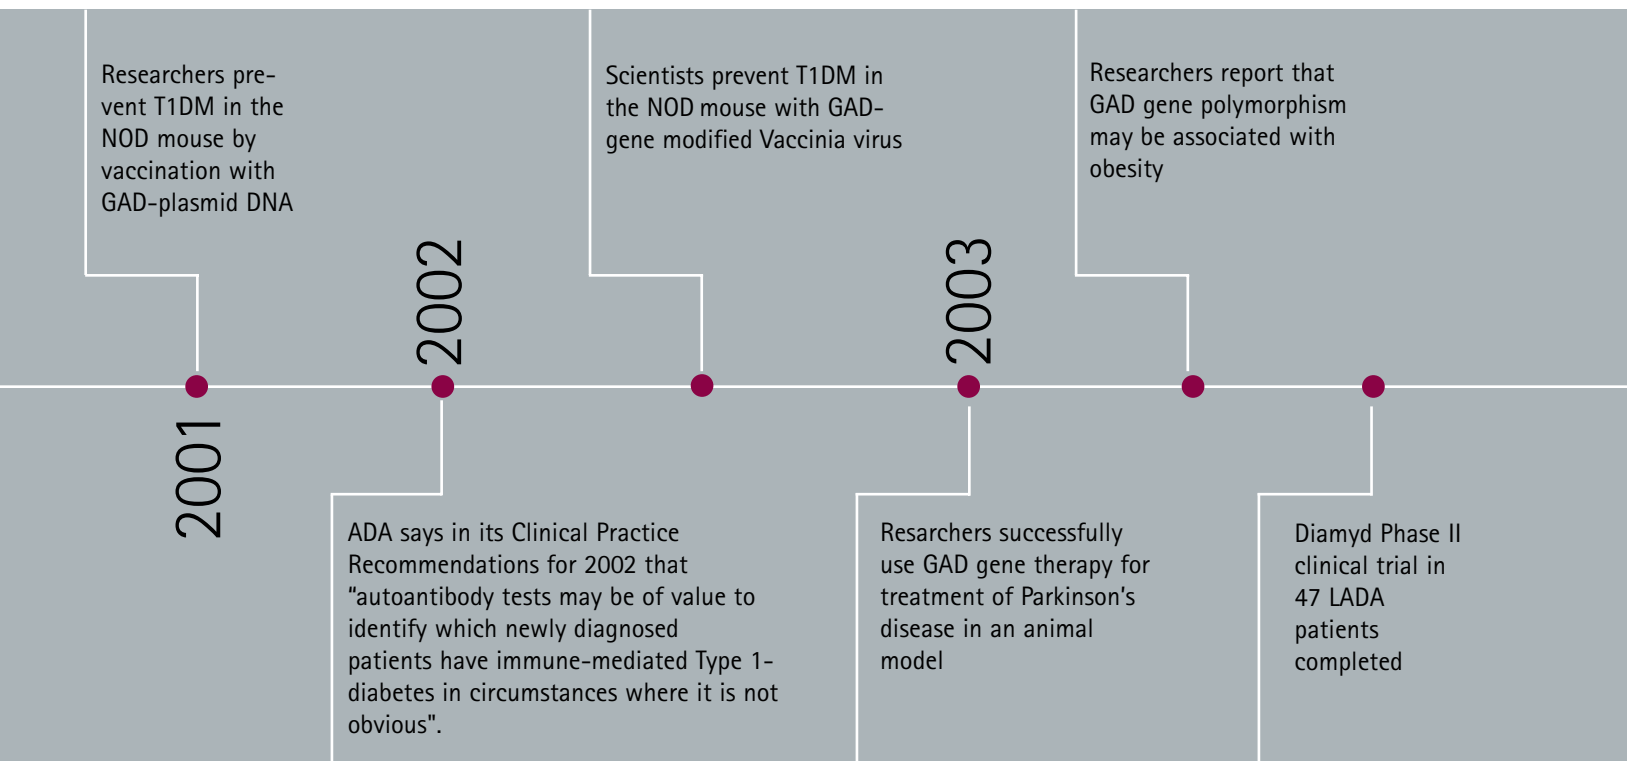 Researchers pre-
vent T1DM in the
NOD mouse by
vaccination with
GAD-plasmid DNA
2001
2002
ADA says in its Clinical Practice
Recommendations for 2002 that
"autoantibody tests may be of value to
identify which newly diagnosed
patients have immune-mediated Type 1-
diabetes in circumstances where it is not
obvious".
Scientists prevent T1DM in
the NOD mouse with GAD-
gene modified Vaccinia virus
2003
Resarchers successfully
use GAD gene therapy for
treatment of Parkinson's
disease in an animal
model
Researchers report that
GAD gene polymorphism
may be associated with
obesity
Diamyd Phase II
clinical trial in
47 LADA
patients
completed